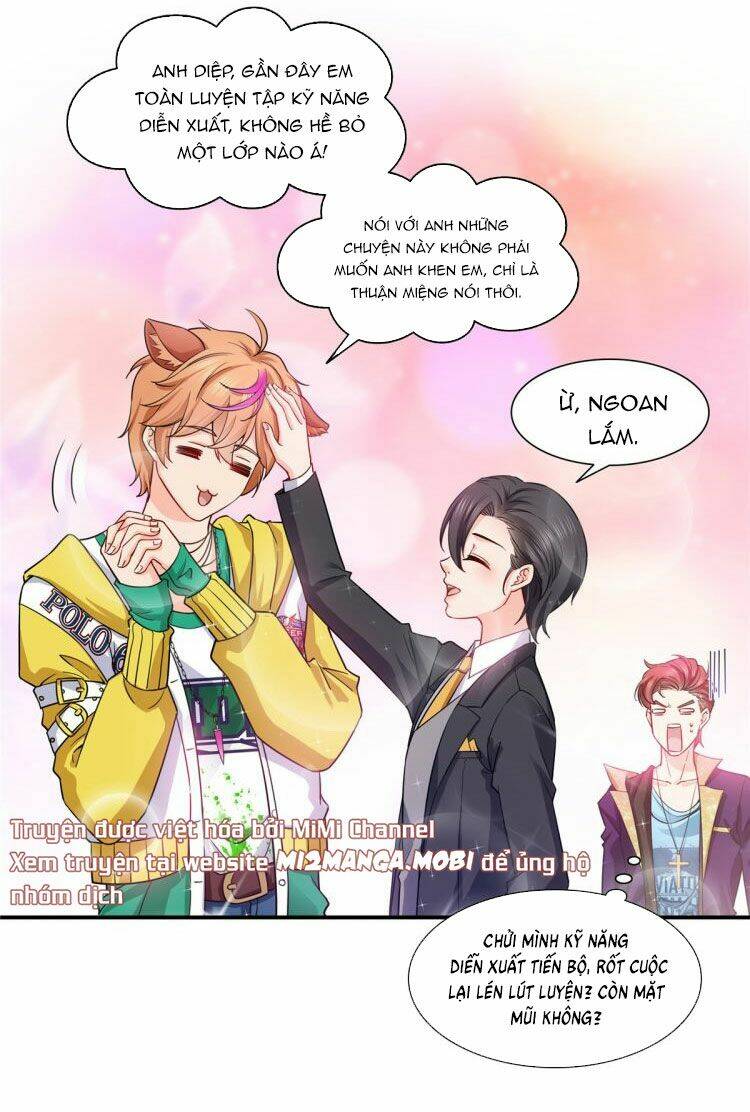 ANH DIỆP, GẦN ĐÂY EM
TOÀN LUYỆN TẬP KỸ NĂNG
DIỄN XUẤT, KHÔNG HỀ BỎ
MỘT LỚP NÀO Á!
NÓI VỚI ANH NHỮNG
CHUYỆN NÀY KHÔNG PHẢI
MUỐN ANH KHEN EM, CHỈ LÀ
THUẬN MIỆNG NÓI THÔI.
Ừ, NGOAN
LẮM.
POLO 6
Truyện được việt hóa bởi MiMi Channel
Xem truyện tại website MI2MANGA.MOBI để ủng hộ
nhóm dịch
CHỬI MÌNH KỸ NĂNG
DIỄN XUẤT TIẾN BỘ, RỐT CUỘC
LẠI LÉN LÚT LUYỆN? CÒN MẶT
MŨI KHÔNG?